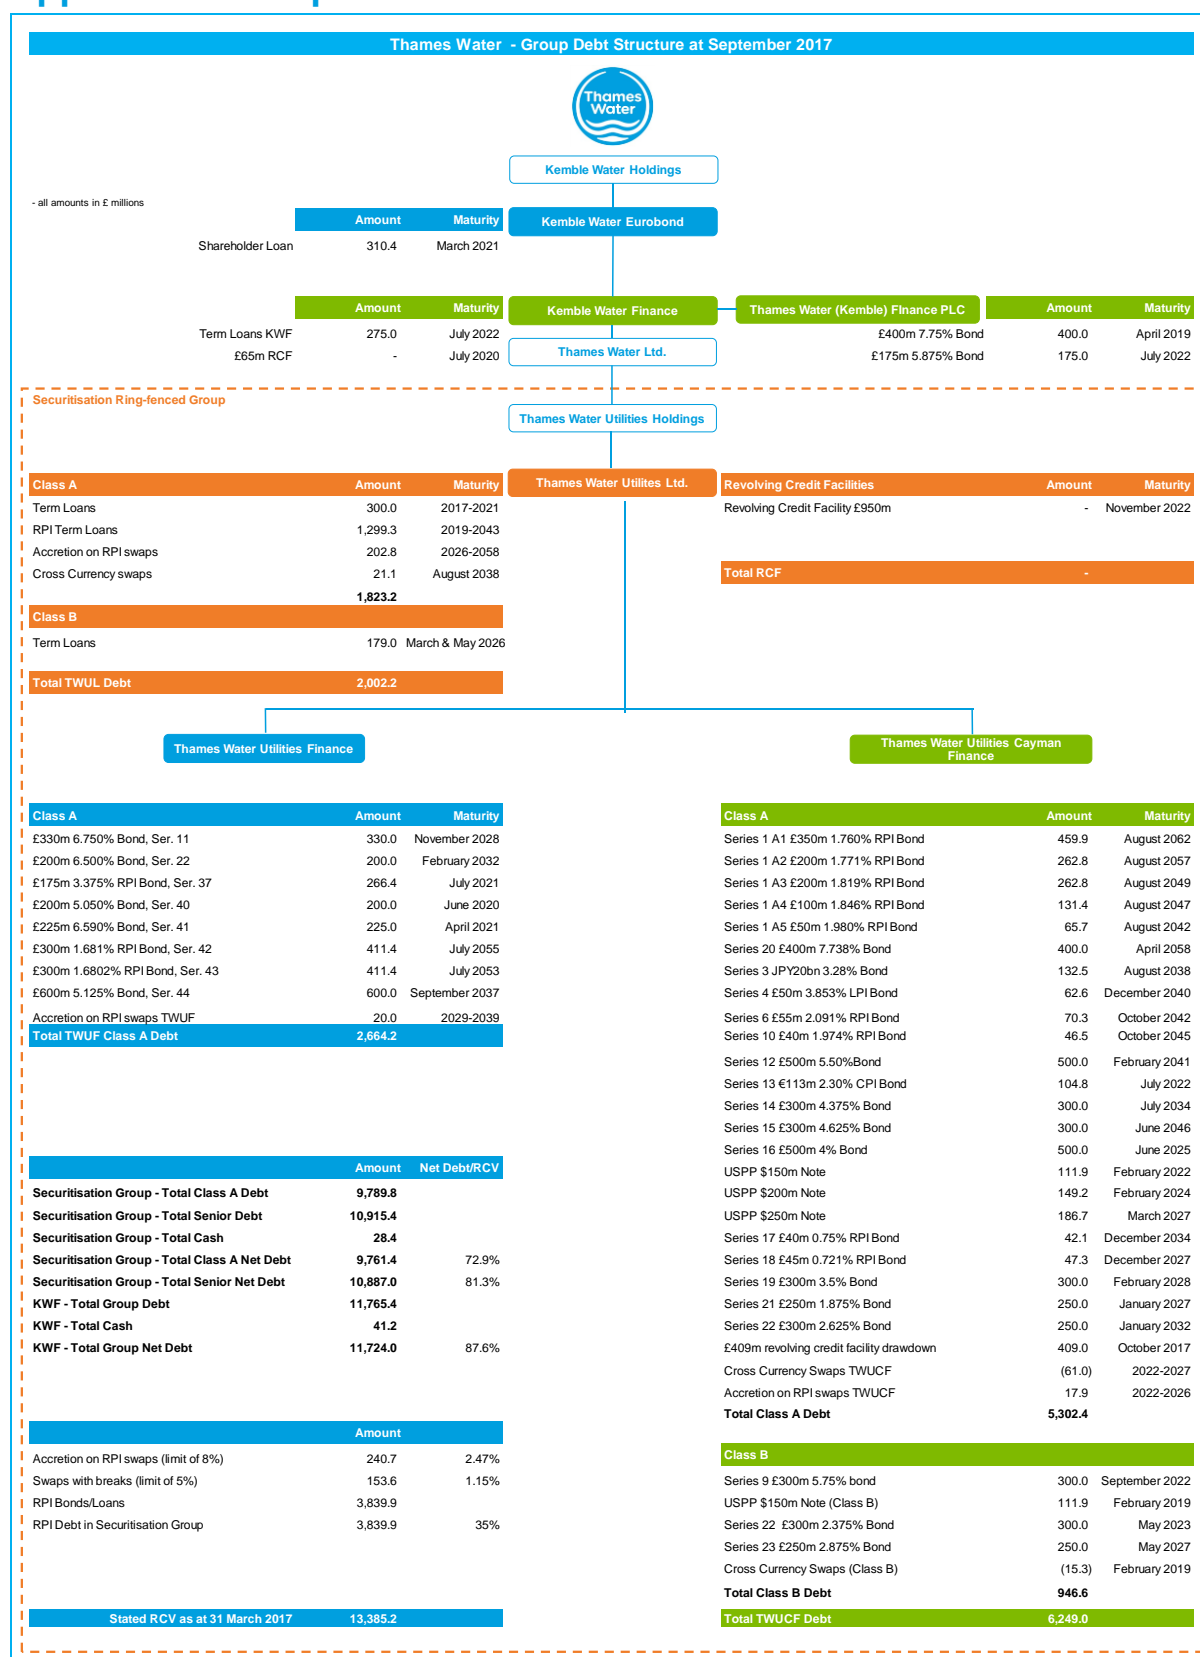 Thames Water - Group Debt Structure at September 2017
Thames
Water
Kemble Water Holdings
- all amounts in £ millions
Amount Maturity Kemble Water Eurobond
Shareholder Loan 310.4 March 2021
Amount Maturity Kemble Water Finance Thames Water (Kemble) FInance PLC Amount Maturity
Term Loans KWF 275.0 July 2022 £400m 7.75% Bond 400.0 April 2019
£65m RCF - July 2020 Thames Water Ltd. £175m 5.875% Bond 175.0 July 2022
Securitisation Ring-fenced Group
Thames Water Utilities Holdings
Class A Amount Maturity Thames Water Utilites Ltd. Revolving Credit Facilities Amount Maturity
Term Loans 300.0 2017-2021 Revolving Credit Facility £950m - November 2022
RPI Term Loans 1,299.3 2019-2043
Accretion on RPI swaps 202.8 2026-2058
Cross Currency swaps 21.1 August 2038 Total RCF -
1,823.2
Class B
Term Loans 179.0 March & May 2026
Total TWUL Debt 2,002.2
Thames Water Utilities Finance
Thames Water Utilities Cayman
Finance
Class A Amount Maturity
£330m 6.750% Bond, Ser. 11 330.0 November 2028
£200m 6.500% Bond, Ser. 22 200.0 February 2032
£175m 3.375% RPI Bond, Ser. 37 266.4 July 2021
£200m 5.050% Bond, Ser. 40 200.0 June 2020
£225m 6.590% Bond, Ser. 41 225.0 April 2021
£300m 1.681% RPI Bond, Ser. 42 411.4 July 2055
£300m 1.6802% RPI Bond, Ser. 43 411.4 July 2053
£600m 5.125% Bond, Ser. 44 600.0 September 2037
Accretion on RPI swaps TWUF 20.0 2029-2039
Total TWUF Class A Debt 2,664.2
Amount Net Debt/RCV
Securitisation Group - Total Class A Debt 9,789.8
Securitisation Group - Total Senior Debt 10,915.4
Securitisation Group - Total Cash 28.4
Securitisation Group - Total Class A Net Debt 9,761.4 72.9%
Securitisation Group - Total Senior Net Debt 10,887.0 81.3%
KWF - Total Group Debt 11,765.4
KWF - Total Cash 41.2
KWF - Total Group Net Debt 11,724.0 87.6%
Amount
Accretion on RPI swaps (limit of 8%) 240.7 2.47%
Swaps with breaks (limit of 5%) 153.6 1.15%
RPI Bonds/Loans 3,839.9
RPI Debt in Securitisation Group 3,839.9 35%
Stated RCV as at 31 March 2017 13,385.2
Class A Amount Maturity
Series 1 A1 £350m 1.760% RPI Bond 459.9 August 2062
Series 1 A2 £200m 1.771% RPI Bond 262.8 August 2057
Series 1 A3 £200m 1.819% RPI Bond 262.8 August 2049
Series 1 A4 £100m 1.846% RPI Bond 131.4 August 2047
Series 1 A5 £50m 1.980% RPI Bond 65.7 August 2042
Series 20 £400m 7.738% Bond 400.0 April 2058
Series 3 JPY20bn 3.28% Bond 132.5 August 2038
Series 4 £50m 3.853% LPI Bond 62.6 December 2040
Series 6 £55m 2.091% RPI Bond 70.3 October 2042
Series 10 £40m 1.974% RPI Bond 46.5 October 2045
Series 12 £500m 5.50%Bond 500.0 February 2041
Series 13 €113m 2.30% CPI Bond 104.8 July 2022
Series 14 £300m 4.375% Bond 300.0 July 2034
Series 15 £300m 4.625% Bond 300.0 June 2046
Series 16 £500m 4% Bond 500.0 June 2025
USPP $150m Note 111.9 February 2022
USPP $200m Note 149.2 February 2024
USPP $250m Note 186.7 March 2027
Series 17 £40m 0.75% RPI Bond 42.1 December 2034
Series 18 £45m 0.721% RPI Bond 47.3 December 2027
Series 19 £300m 3.5% Bond 300.0 February 2028
Series 21 £250m 1.875% Bond 250.0 January 2027
Series 22 £300m 2.625% Bond 250.0 January 2032
£409m revolving credit facility drawdown 409.0 October 2017
Cross Currency Swaps TWUCF (61.0) 2022-2027
Accretion on RPI swaps TWUCF 17.9 2022-2026
Total Class A Debt 5,302.4
Class B
Series 9 £300m 5.75% bond 300.0 September 2022
USPP $150m Note (Class B) 111.9 February 2019
Series 22 £300m 2.375% Bond 300.0 May 2023
Series 23 £250m 2.875% Bond 250.0 May 2027
Cross Currency Swaps (Class B) (15.3) February 2019
Total Class B Debt 946.6
Total TWUCF Debt 6,249.0